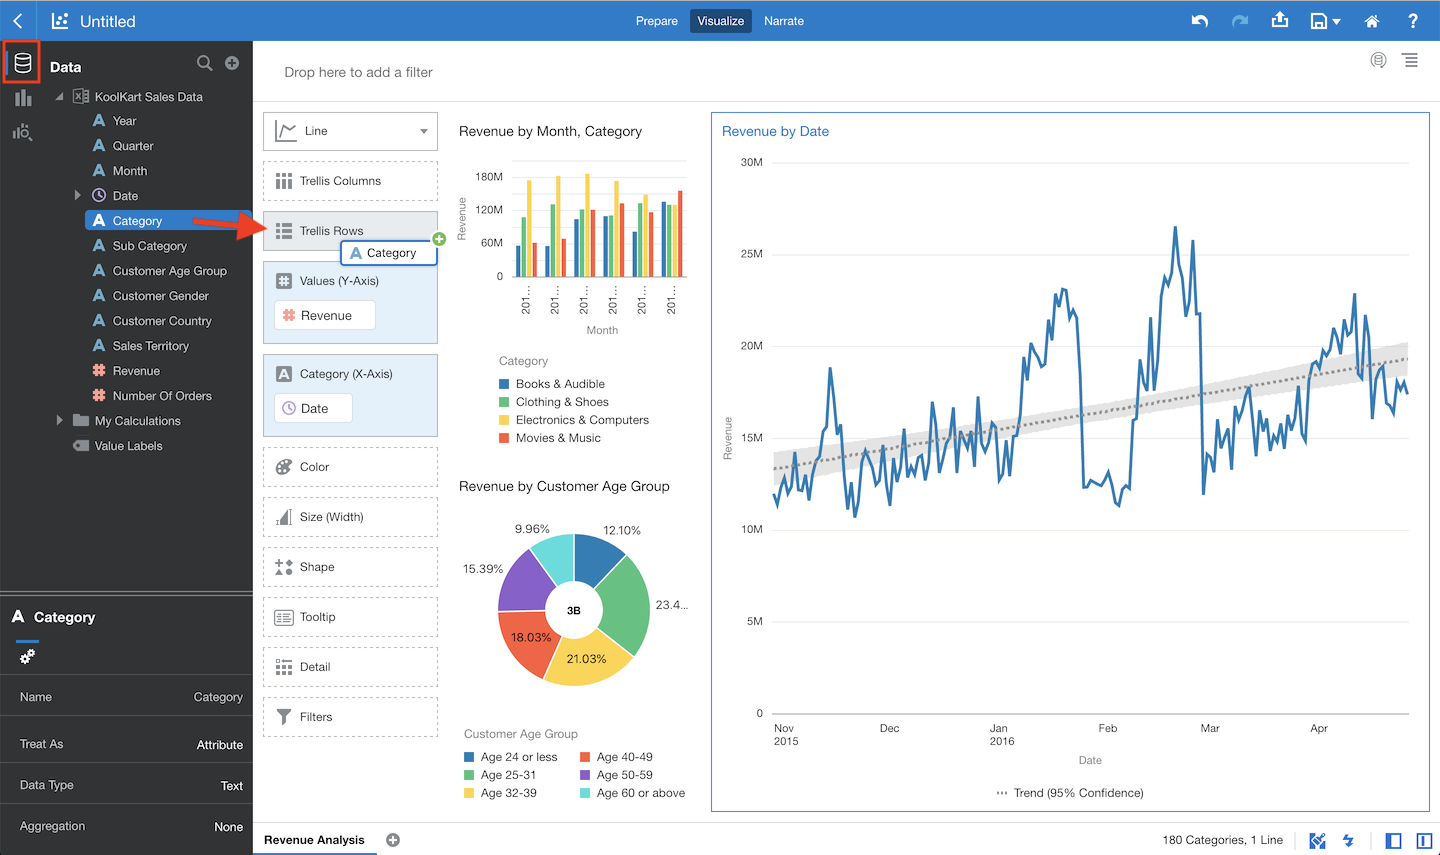 Untitled
Prepare
Visualize
Narrate
?
Data
KoolKart Sales Data
A Year
A Quarter
A Month
Date
A Category
A Sub Category
A Customer Age Group
A Customer Gender
A Customer Country
A Sales Territory
# Revenue
# Number Of Orders
My Calculations
Value Labels
A Category
Name Category
Treat As Attribute
Data Type Text
Aggregation None
Drop here to add a filter
Line
Trellis Columns
Trellis Rows
A Category
# Values (Y-Axis)
# Revenue
A Category (X-Axis)
Date
Color
Size (Width)
Shape
Tooltip
Detail
Filters
Revenue by Month, Category
Revenue
180M
120M
60M
0
201...
201...
201...
201...
201...
201...
Month
Category
Books & Audible
Clothing & Shoes
Electronics & Computers
Movies & Music
Revenue by Customer Age Group
9.96%
12.10%
15.39%
23.4...
3B
18.03%
21.03%
Customer Age Group
Age 24 or less
Age 40-49
Age 25-31
Age 50-59
Age 32-39
Age 60 or above
Revenue by Date
Revenue
30M
25M
20M
15M
10M
5M
0
Nov Dec Jan Feb Mar Apr
2015 2016
Date
Trend (95% Confidence)
Revenue Analysis
180 Categories, 1 Line